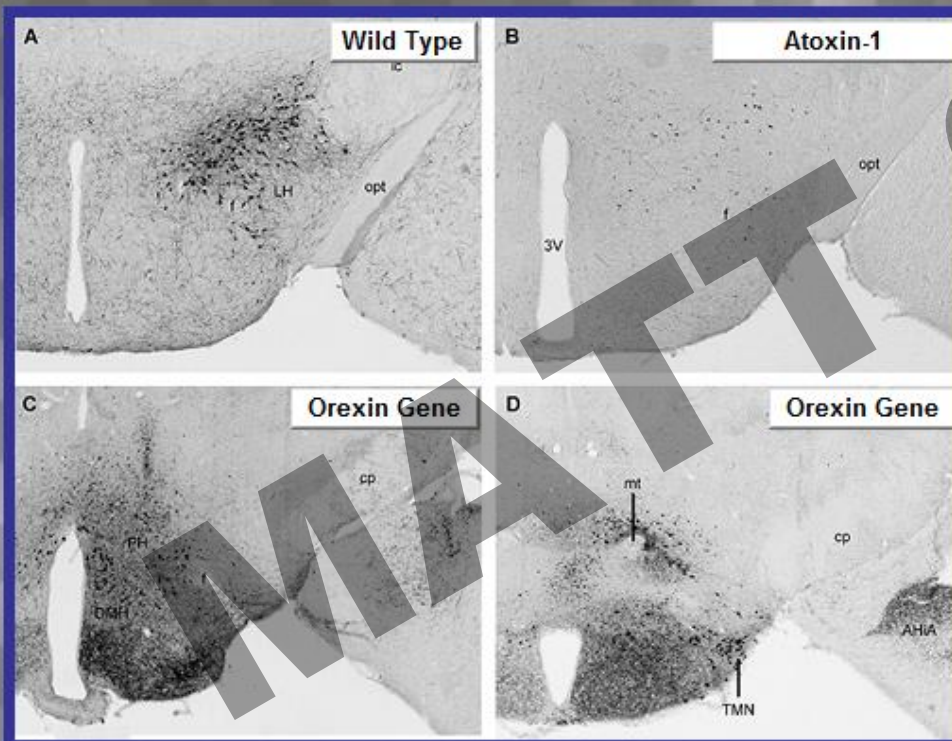 A
Wild Type
ic
LH
f
opt
B
Atoxin-1
opt
f
3V
C
Orexin Gene
cp
PH
DMH
D
Orexin Gene
mt
cp
AHiA
TMN
MATT